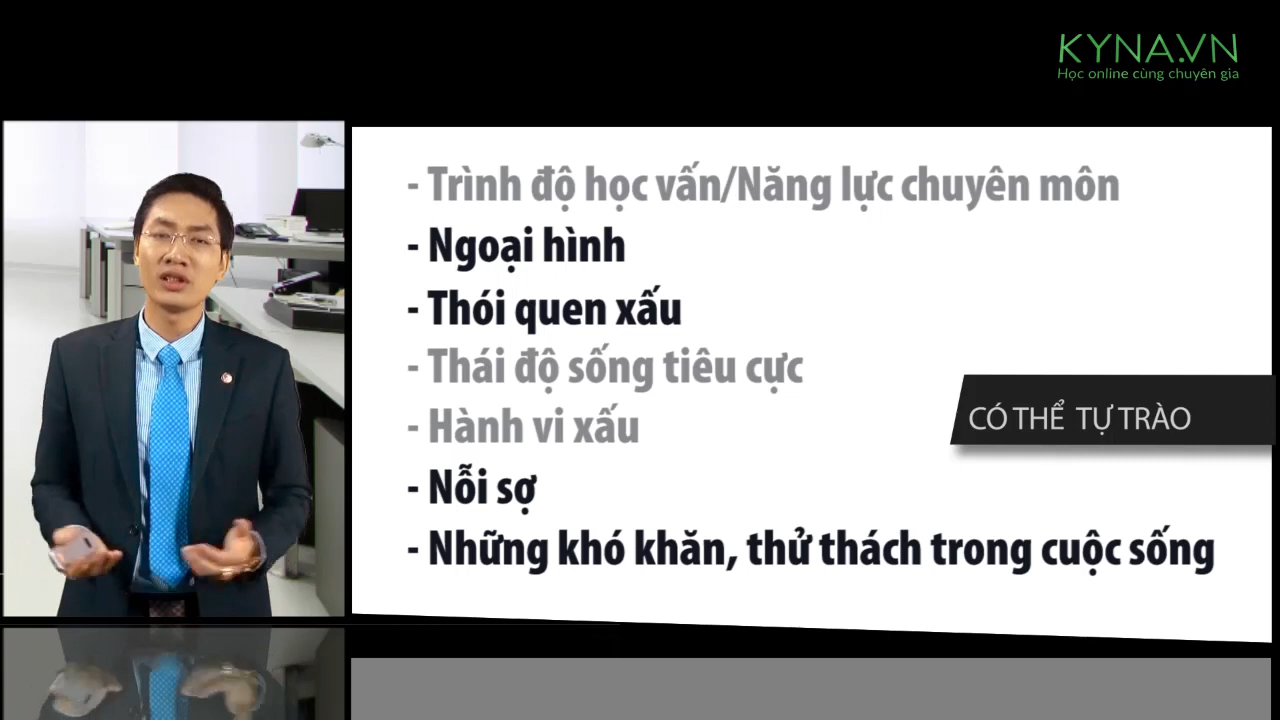 KYNA.VN
Học online cùng chuyên gia
- Trình độ học vấn/Năng lực chuyên môn
- Ngoại hình
- Thói quen xấu
- Thái độ sống tiêu cực
- Hành vi xấu
- Nỗi sợ
- Những khó khăn, thử thách trong cuộc sống
CÓ THỂ TỰ TRÀO